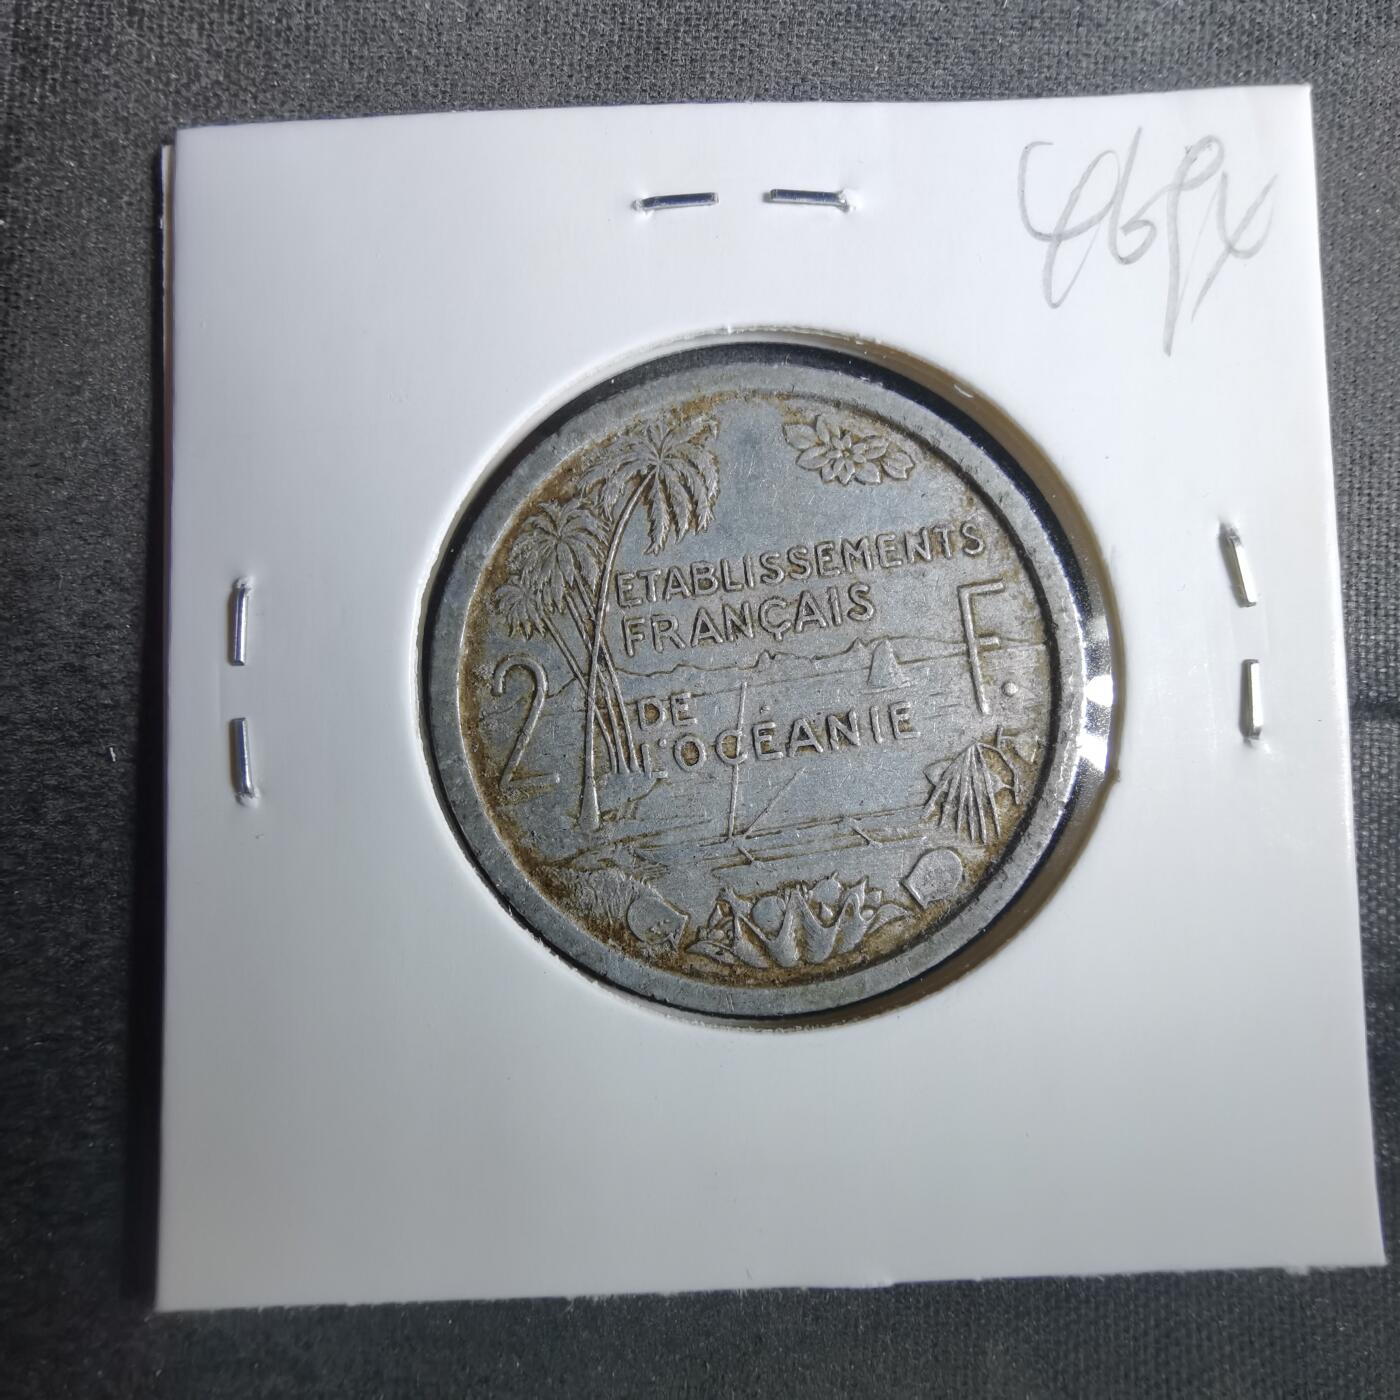 ETABLISSEMENTS
FRANÇAIS
2 F.
DE
L'OCÉANIE